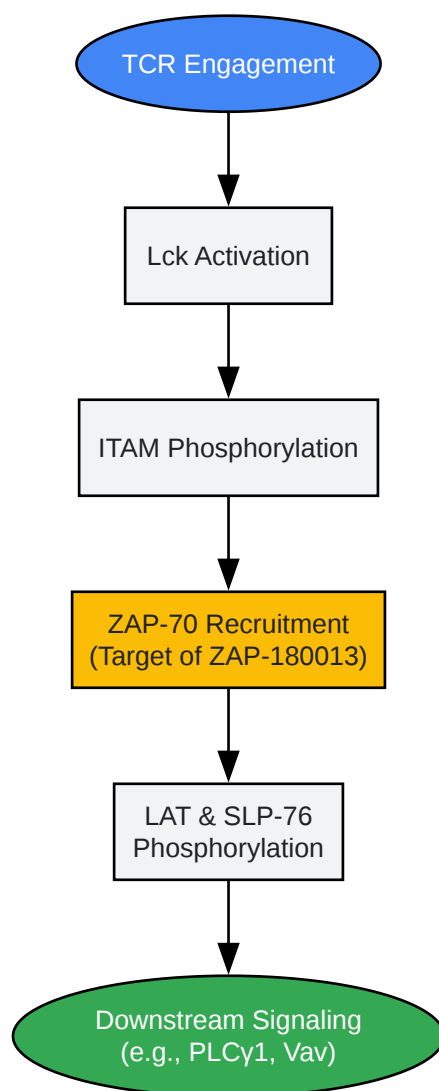 TCR Engagement
Lck Activation
ITAM Phosphorylation
ZAP-70 Recruitment
(Target of ZAP-180013)
LAT & SLP-76
Phosphorylation
Downstream Signaling
(e.g., PLCγ1, Vav)